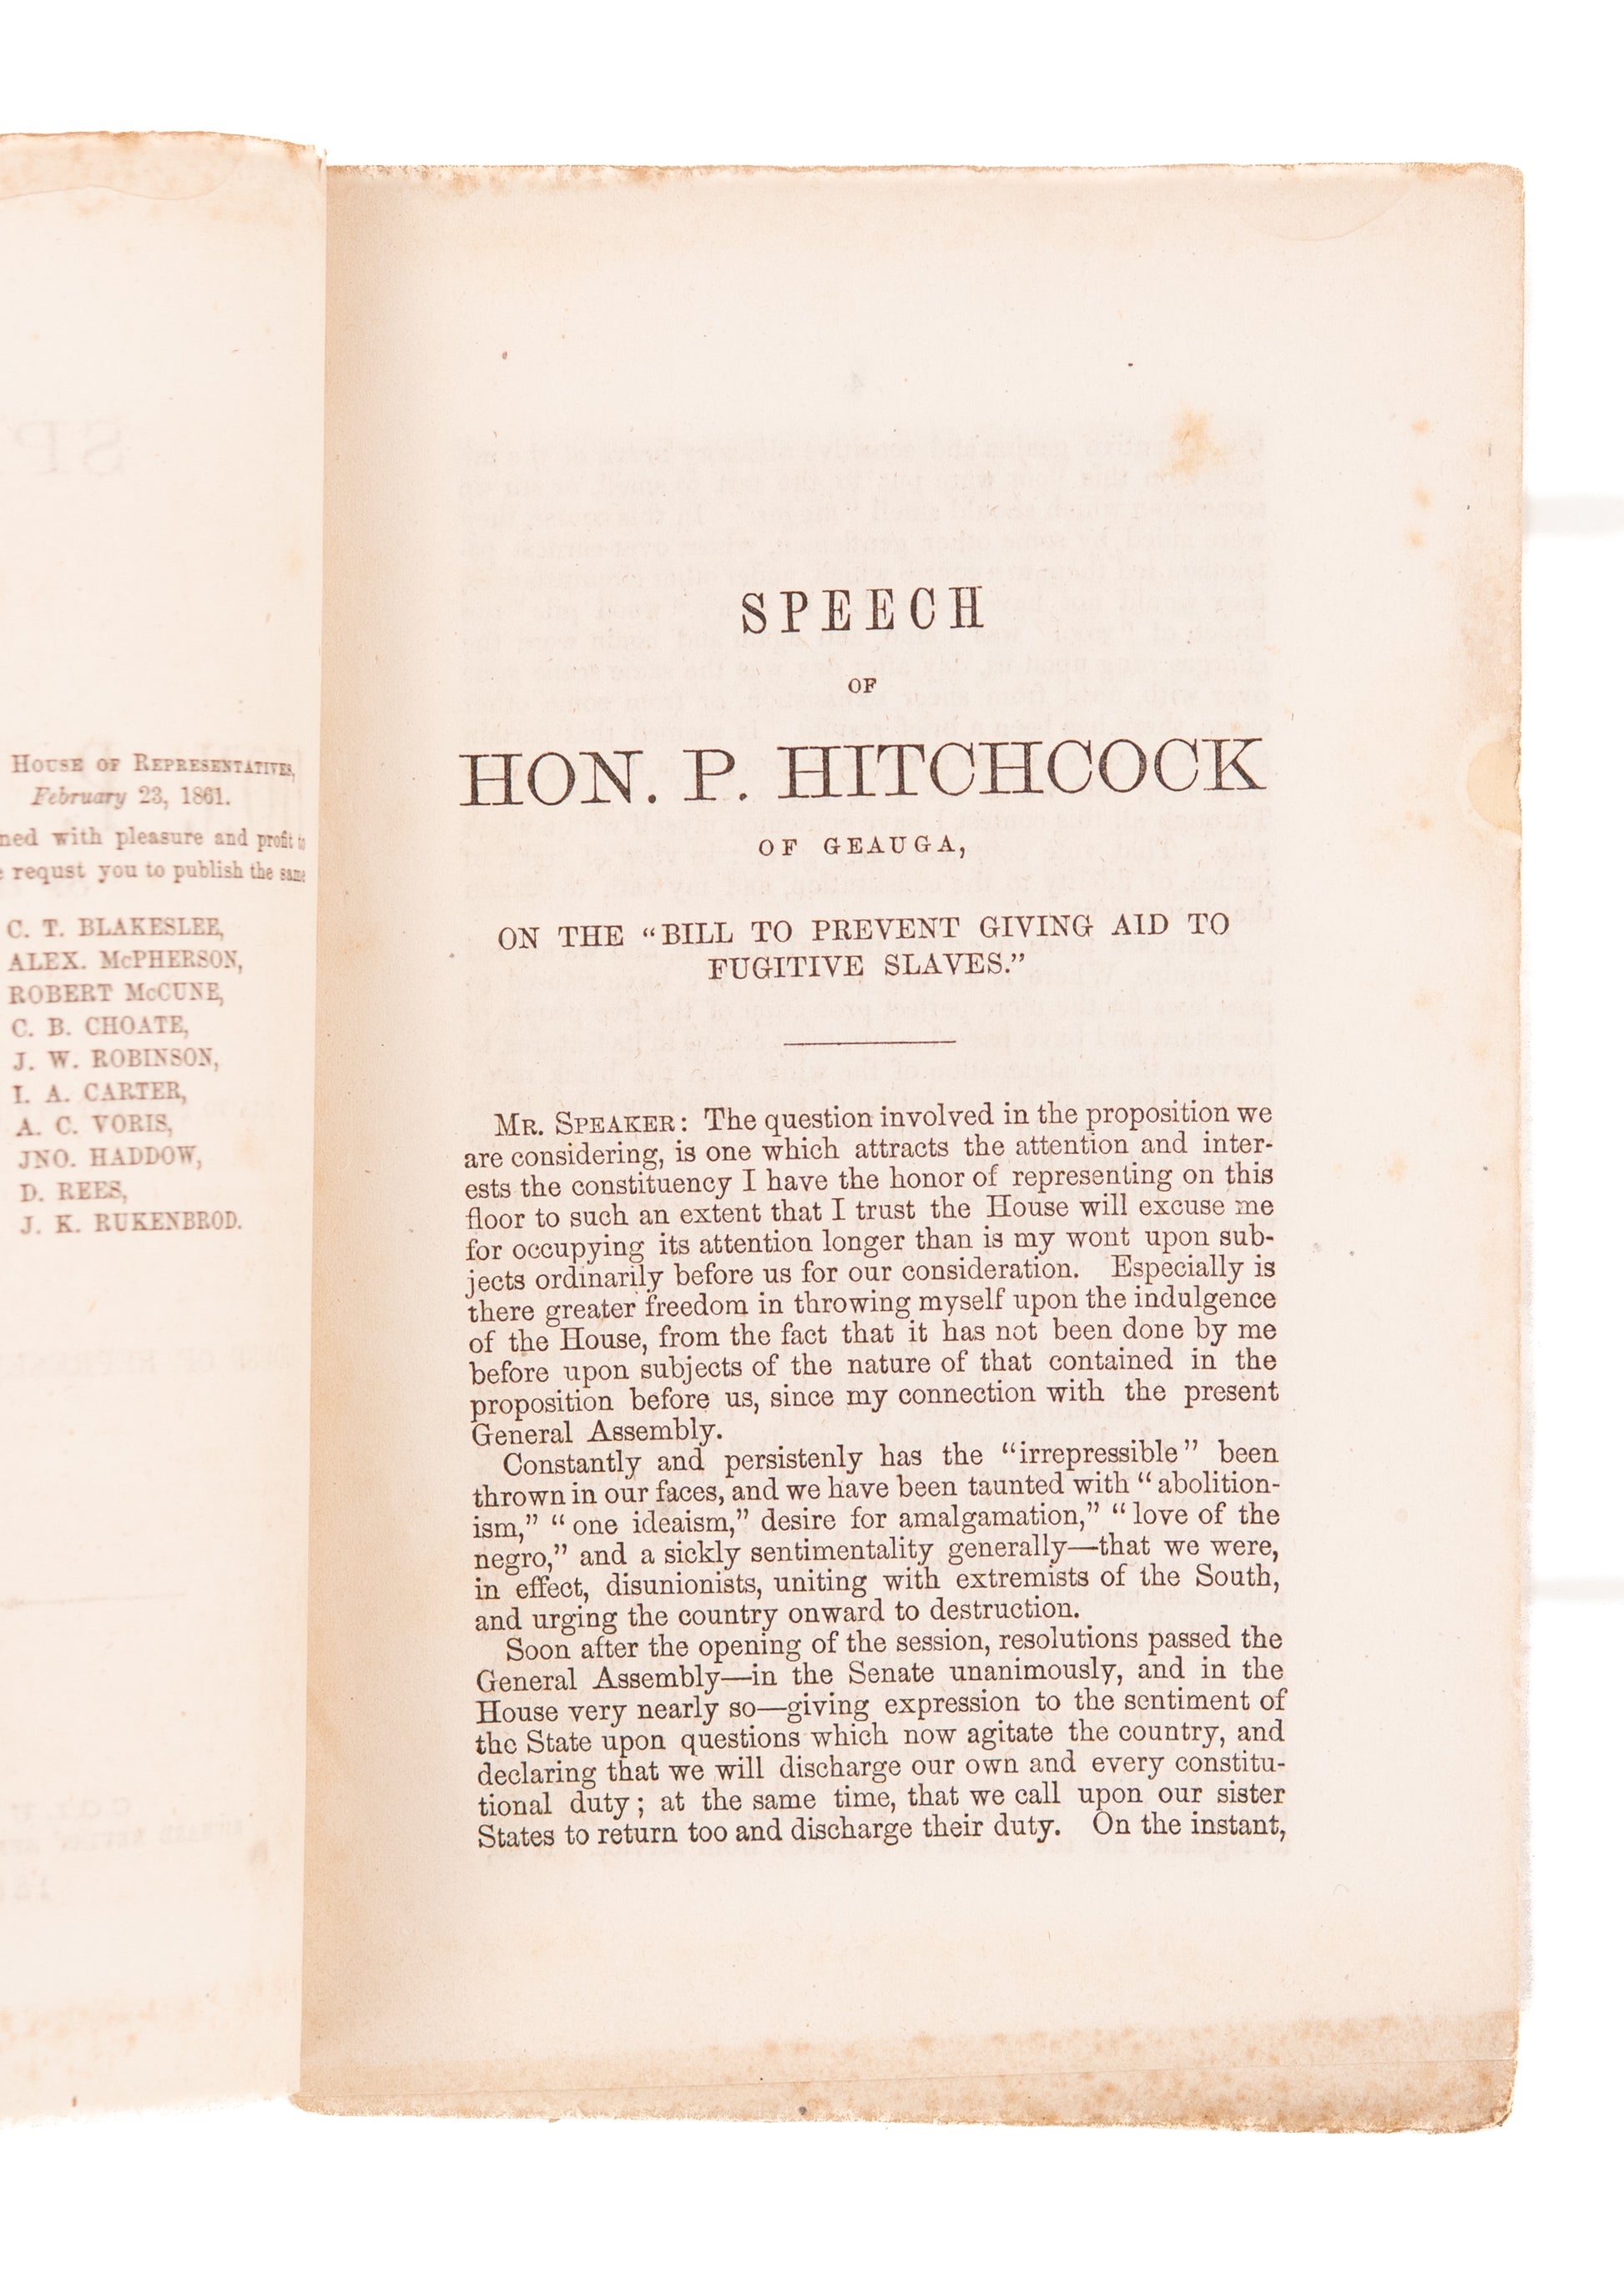 House of Representatives,
February 23, 1861.
with pleasure and profit
requst you to publish the same
C. T. BLAKESLEE,
ALEX. McPHERSON,
ROBERT McCUNE,
C. B. CHOATE,
J. W. ROBINSON,
I. A. CARTER,
A. C. VORIS,
JNO. HADDOW,
D. REES,
J. K. RUKENBROD.
SPEECH
OF
HON. P. HITCHCOCK
OF GEAUGA,
ON THE “BILL TO PREVENT GIVING AID TO
FUGITIVE SLAVES.”
Mr. Speaker: The question involved in the proposition we
are considering, is one which attracts the attention and inter-
ests the constituency I have the honor of representing on this
floor to such an extent that I trust the House will excuse me
for occupying its attention longer than is my wont upon sub-
jects ordinarily before us for our consideration. Especially is
there greater freedom in throwing myself upon the indulgence
of the House, from the fact that it has not been done by me
before upon subjects of the nature of that contained in the
proposition before us, since my connection with the present
General Assembly.
Constantly and persistenly has the “irrepressible” been
thrown in our faces, and we have been taunted with “abolition-
ism,” “one ideaism,” desire for amalgamation,” “love of the
negro,” and a sickly sentimentality generally—that we were,
in effect, disunionists, uniting with extremists of the South,
and urging the country onward to destruction.
Soon after the opening of the session, resolutions passed the
General Assembly—in the Senate unanimously, and in the
House very nearly so—giving expression to the sentiment of
the State upon questions which now agitate the country, and
declaring that we will discharge our own and every constitu-
tional duty; at the same time, that we call upon our sister
States to return too and discharge their duty. On the instant,